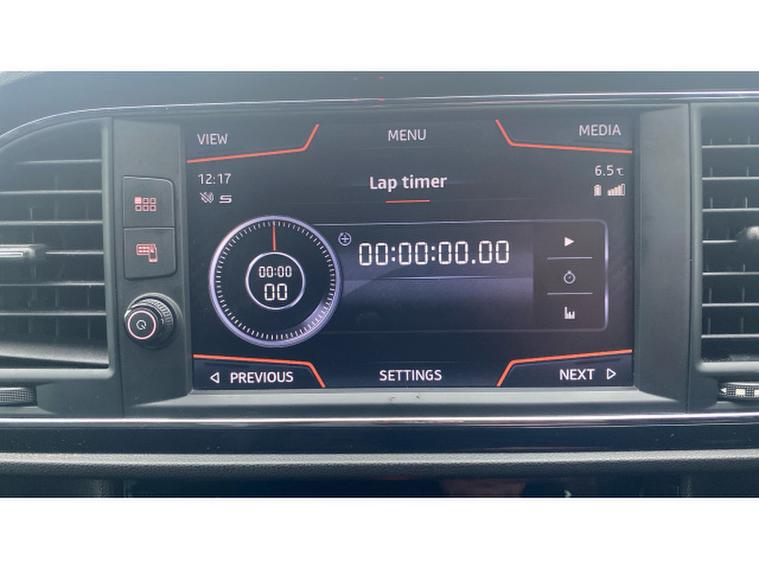 VIEW
MENU
MEDIA
12:17
6.5℃
S
Lap timer
00:00:00.00
00:00
00
PREVIOUS
SETTINGS
NEXT